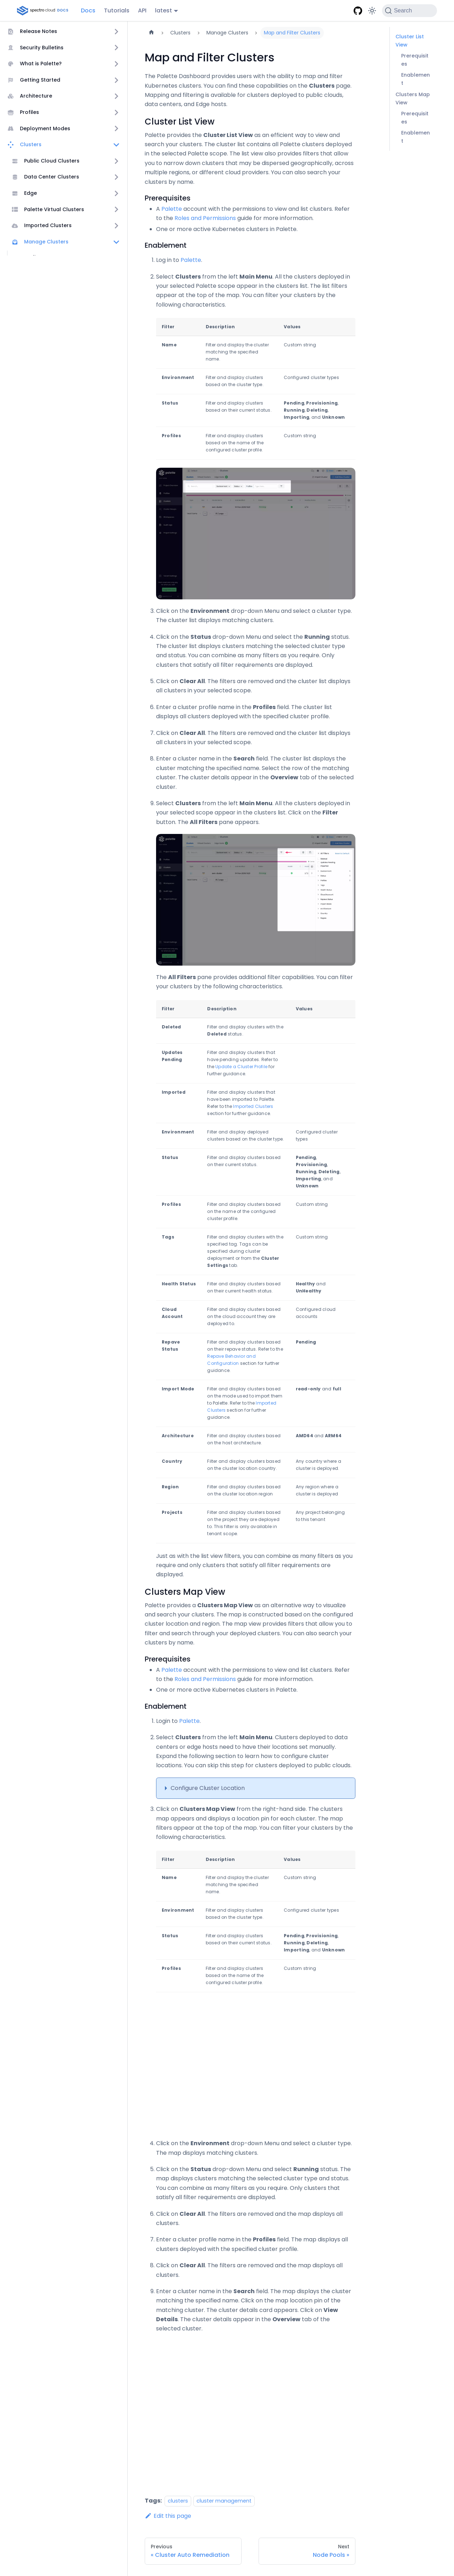 spectrocloud DOCS
Docs
Tutorials
API
latest
Search
Release Notes
Security Bulletins
What is Palette?
Getting Started
Architecture
Profiles
Deployment Modes
Clusters
Public Cloud Clusters
Data Center Clusters
Edge
Palette Virtual Clusters
Imported Clusters
Manage Clusters
Clusters
Manage Clusters
Map and Filter Clusters
Cluster List
View
Prerequisit
es
Enablemen
t
Clusters Map
View
Prerequisit
es
Enablemen
t
Map and Filter Clusters
The Palette Dashboard provides users with the ability to map and filter
Kubernetes clusters. You can find these capabilities on the Clusters page.
Mapping and filtering is available for clusters deployed to public clouds,
data centers, and Edge hosts.
Cluster List View
Palette provides the Cluster List View as an efficient way to view and
search your clusters. The cluster list contains all Palette clusters deployed
in the selected Palette scope. The list view also provides filters that allow
you to narrow down clusters that may be dispersed geographically, across
multiple projects, or across different cloud accounts. You can also search
your clusters by name.
Prerequisites
A Palette account with the permissions to view and list clusters. Refer
to the Roles and Permissions guide for more information.
One or more active Kubernetes clusters in Palette.
Enablement
1. Log in to Palette.
2. Select Clusters from the left Main Menu. All the clusters deployed in
your selected Palette scope appear in the clusters list. The list filters
appear at the top of the map. You can filter your clusters by the
following characteristics.
Filter Description Values
Name Filter and display the cluster Custom string
matching the specified
name.
Environment Filter and display clusters Configured cluster types
based on the cluster type.
Status Filter and display clusters Pending, Provisioning,
based on their current status. Running, Deleting,
Importing, and Unknown
Profiles Filter and display clusters Custom string
based on the name of the
configured cluster profile.
3. Click on the Environment drop-down Menu and select a cluster type.
The cluster list displays matching clusters.
4. Click on the Status drop-down Menu and select the Running status.
The cluster list displays clusters matching the selected cluster type
and status. You can combine as many filters as you require. Only
clusters that satisfy all filter requirements are displayed.
5. Click on Clear All. The filters are removed and the cluster list displays
all clusters in your selected scope.
6. Enter a cluster profile name in the Profiles field. The cluster list
displays all clusters deployed with the specified cluster profile.
7. Click on Clear All. The filters are removed and the cluster list displays
all clusters in your selected scope.
8. Enter a cluster name in the Search field. The cluster list displays the
cluster matching the specified name. Select the row of the matching
cluster. The cluster details appear in the Overview tab of the selected
cluster.
9. Select Clusters from the left Main Menu. All the clusters deployed in
your selected scope appear in the clusters list. Click on the Filter
button. The All Filters pane appears.
The All Filters pane provides additional filter capabilities. You can filter
your clusters by the following characteristics.
Filter Description Values
Deleted Filter and display clusters with the
Deleted status.
Updates Filter and display clusters that
Pending have pending updates. Refer to
the Update a Cluster Profile for
further guidance.
Imported Filter and display clusters that
have been imported to Palette.
Refer to the Imported Clusters
section for further guidance.
Environment Filter and display deployed Configured cluster
clusters based on the cluster type. types
Status Filter and display clusters based Pending,
on their current status. Provisioning,
Running, Deleting,
Importing, and
Unknown
Profiles Filter and display clusters based Custom string
on the name of the configured
cluster profile.
Tags Filter and display clusters with the Custom string
specified tag. Tags can be
specified during cluster
deployment or from the Cluster
Settings tab.
Health Status Filter and display clusters based Healthy and
on their current health status. UnHealthy
Cloud Filter and display clusters based Configured cloud
Account on the cloud account they are accounts
deployed to.
Repave Filter and display clusters based Pending
Status on their repave status. Refer to the
Repave Behavior and
Configuration section for further
guidance.
Import Mode Filter and display clusters based read-only and full
on the mode used to import them
to Palette. Refer to the Imported
Clusters section for further
guidance.
Architecture Filter and display clusters based AMD64 and ARM64
on the host architecture.
Country Filter and display clusters based Any country where a
on the cluster location country. cluster is deployed
Region Filter and display clusters based Any region where a
on the cluster location region. cluster is deployed
Projects Filter and display clusters based Any project belonging
on the project they are deployed to this tenant
to. This filter is only available in
tenant scope.
Just as with the list view filters, you can combine as many filters as you
require and only clusters that satisfy all filter requirements are
displayed.
Clusters Map View
Palette provides a Clusters Map View as an alternative way to visualize
and search your clusters. The map is constructed based on the configured
cluster location and region. The map view provides filters that allow you to
filter and search through your deployed clusters. You can also search your
clusters by name.
Prerequisites
A Palette account with the permissions to view and list clusters. Refer
to the Roles and Permissions guide for more information.
One or more active Kubernetes clusters in Palette.
Enablement
1. Login to Palette.
2. Select Clusters from the left Main Menu. Clusters deployed to data
centers or edge hosts need to have their locations set manually.
Expand the following section to learn how to configure cluster
locations. You can skip this step for clusters deployed to public clouds.
Configure Cluster Location
3. Click on Clusters Map View from the right-hand side. The clusters
map appears and displays a location pin for each cluster. The map
filters appear at the top of the map. You can filter your clusters by the
following characteristics.
Filter Description Values
Name Filter and display the cluster Custom string
matching the specified
name.
Environment Filter and display clusters Configured cluster types
based on the cluster type.
Status Filter and display clusters Pending, Provisioning,
based on their current status. Running, Deleting,
Importing, and Unknown
Profiles Filter and display clusters Custom string
based on the name of the
configured cluster profile.
4. Click on the Environment drop-down Menu and select a cluster type.
The map displays matching clusters.
5. Click on the Status drop-down Menu and select Running status. The
map displays clusters matching the selected cluster type and status.
You can combine as many filters as you require. Only clusters that
satisfy all filter requirements are displayed.
6. Click on Clear All. The filters are removed and the map displays all
clusters.
7. Enter a cluster profile name in the Profiles field. The map displays all
clusters deployed with the specified cluster profile.
8. Click on Clear All. The filters are removed and the map displays all
clusters.
9. Enter a cluster name in the Search field. The map displays the cluster
matching the specified name. Click on the map location pin of the
matching cluster. The cluster details card appears. Click on View
Details. The cluster details appear in the Overview tab of the
selected cluster.
Tags: clusters cluster management
Edit this page
Previous
« Cluster Auto Remediation
Next
Node Pools »